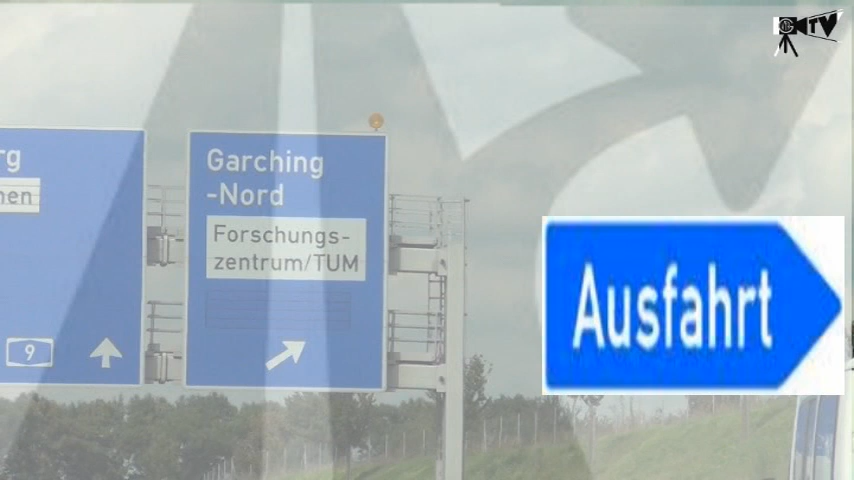 Garching
-Nord
Forschungs-
zentrum/TUM
9
Ausfahrt
TV